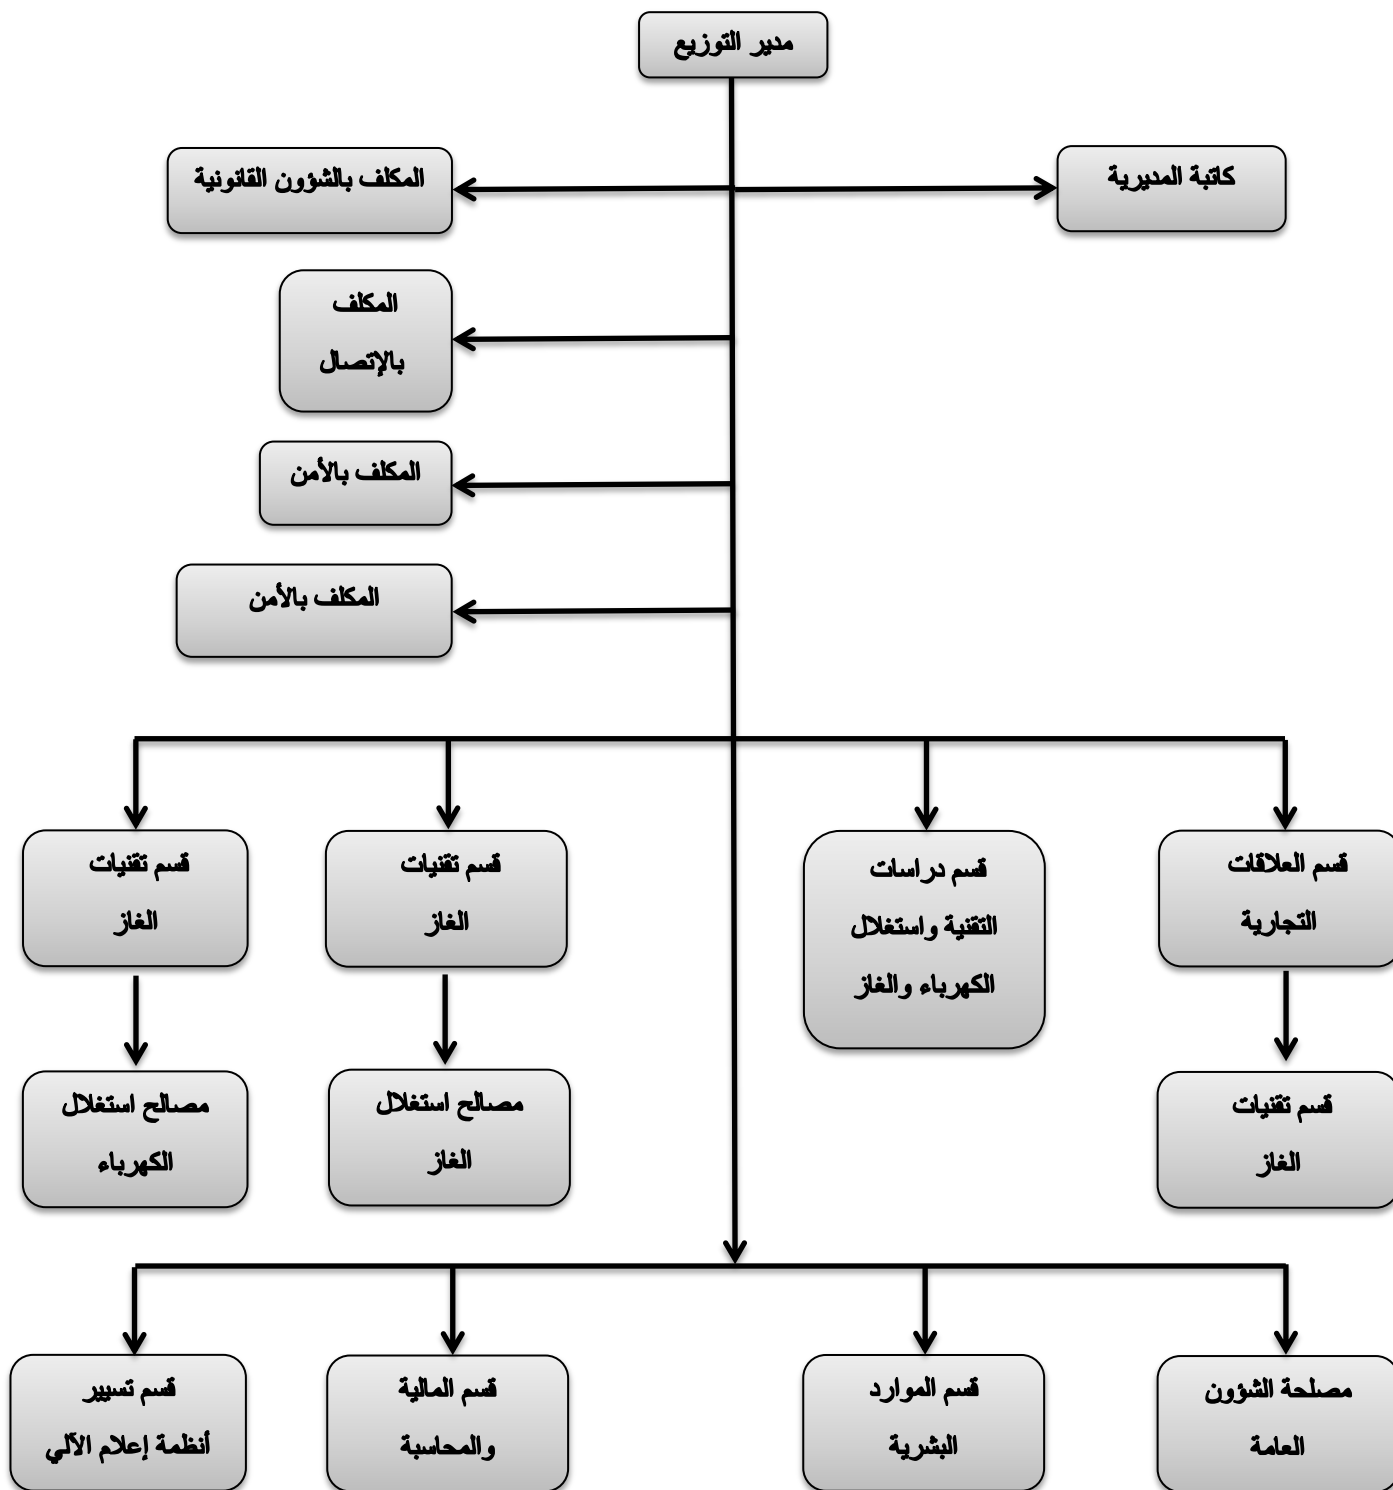 مدير التوزيع
كاتبة المديرية
المكلف بالشؤون القانونية
المكلف
بالإتصال
المكلف بالأمن
المكلف بالأمن
قسم العلاقات
التجارية
قسم دراسات
التقنية واستغلال
الكهرباء والغاز
قسم تقنيات
الغاز
قسم تقنيات
الغاز
قسم تقنيات
الغاز
مصالح استغلال
الغاز
مصالح استغلال
الكهرباء
مصلحة الشؤون
العامة
قسم الموارد
البشرية
قسم المالية
والمحاسبة
قسم تسيير
أنظمة إعلام الآلي